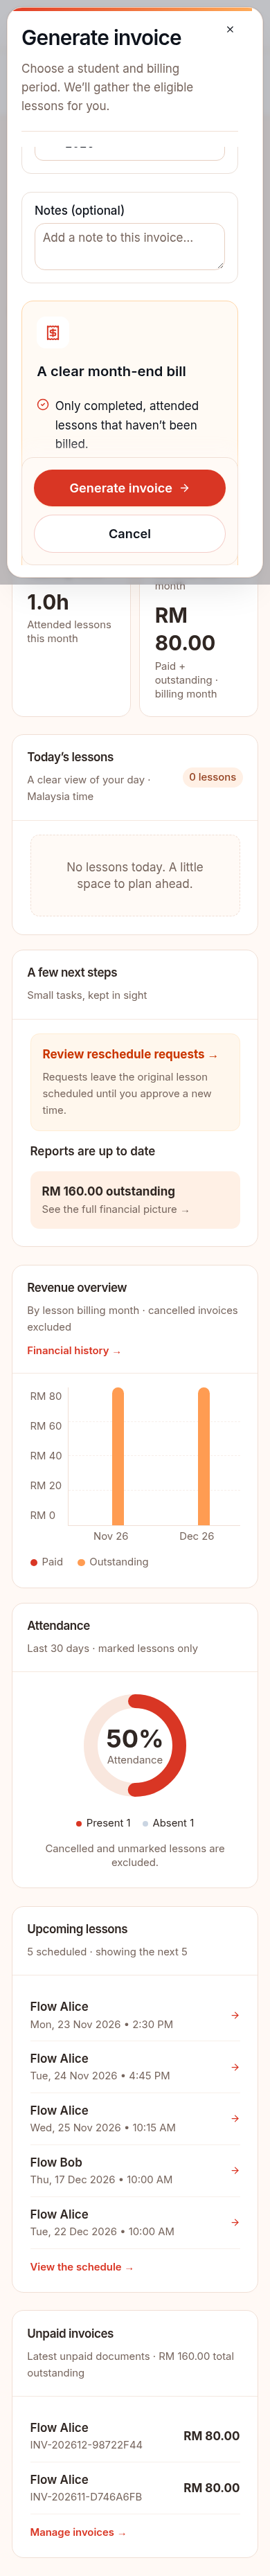 Generate invoice
×
Choose a student and billing
period. We’ll gather the eligible
lessons for you.
Notes (optional)
Add a note to this invoice...
A clear month-end bill
Only completed, attended
lessons that haven’t been
billed.
Generate invoice →
Cancel
month
1.0h
Attended lessons
this month
RM
80.00
Paid +
outstanding ·
billing month
Today’s lessons
A clear view of your day ·
Malaysia time
0 lessons
No lessons today. A little
space to plan ahead.
A few next steps
Small tasks, kept in sight
Review reschedule requests →
Requests leave the original lesson
scheduled until you approve a new
time.
Reports are up to date
RM 160.00 outstanding
See the full financial picture →
Revenue overview
By lesson billing month · cancelled invoices
excluded
Financial history →
RM 80
RM 60
RM 40
RM 20
RM 0
Nov 26 Dec 26
Paid Outstanding
Attendance
Last 30 days · marked lessons only
50%
Attendance
Present 1 Absent 1
Cancelled and unmarked lessons are
excluded.
Upcoming lessons
5 scheduled · showing the next 5
Flow Alice
Mon, 23 Nov 2026 • 2:30 PM
→
Flow Alice
Tue, 24 Nov 2026 • 4:45 PM
→
Flow Alice
Wed, 25 Nov 2026 • 10:15 AM
→
Flow Bob
Thu, 17 Dec 2026 • 10:00 AM
→
Flow Alice
Tue, 22 Dec 2026 • 10:00 AM
→
View the schedule →
Unpaid invoices
Latest unpaid documents · RM 160.00 total
outstanding
Flow Alice
INV-202612-98722F44
RM 80.00
Flow Alice
INV-202611-D746A6FB
RM 80.00
Manage invoices →